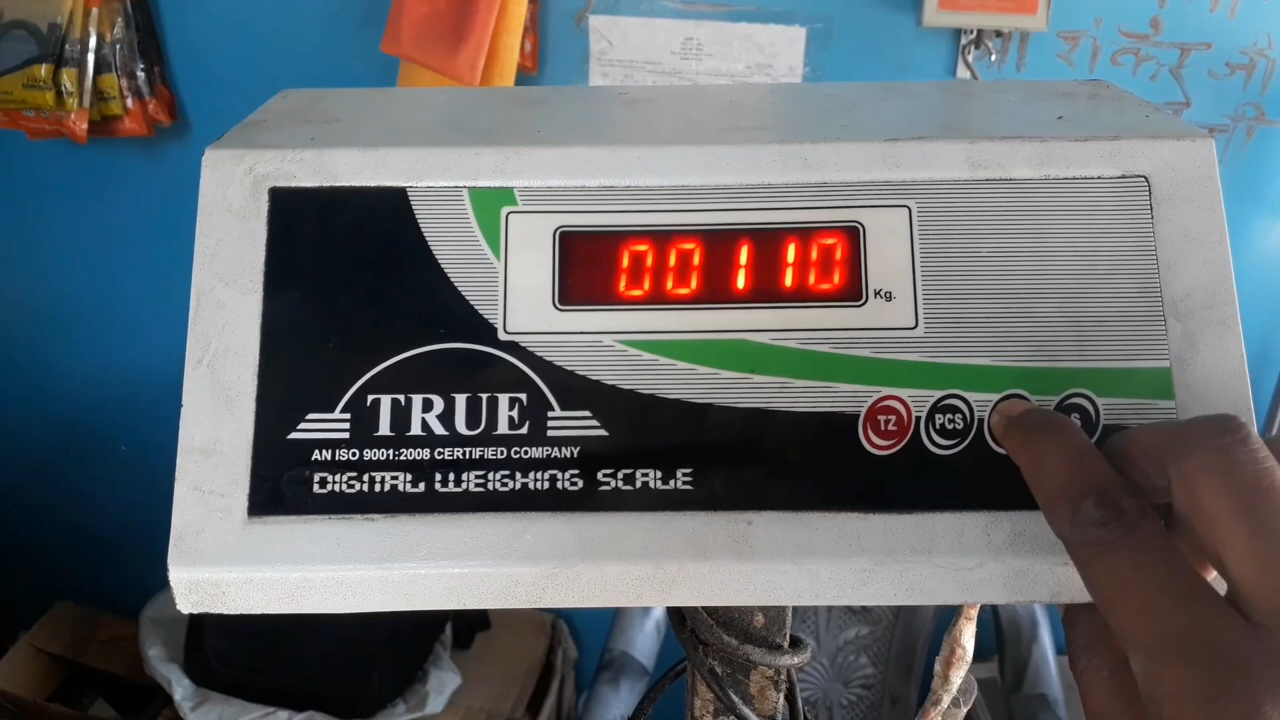 00110
Kg.
TRUE
AN ISO 9001:2008 CERTIFIED COMPANY
DIGITAL WEIGHING SCALE
TZ
PCS
S